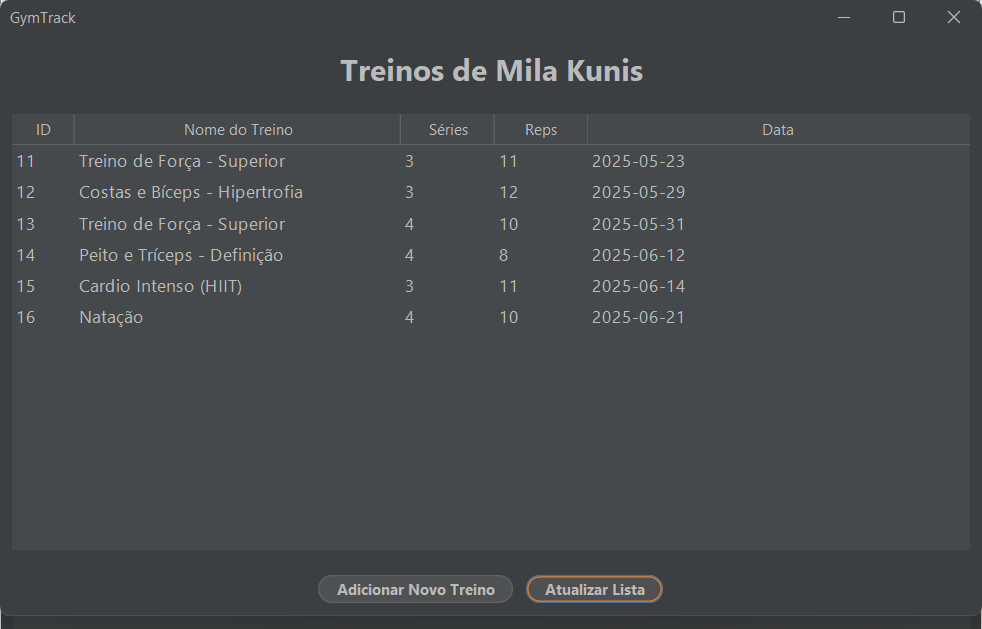 GymTrack
Treinos de Mila Kunis
ID Nome do Treino Séries Reps Data
11 Treino de Força - Superior 3 11 2025-05-23
12 Costas e Bíceps - Hipertrofia 3 12 2025-05-29
13 Treino de Força - Superior 4 10 2025-05-31
14 Peito e Tríceps - Definição 4 8 2025-06-12
15 Cardio Intenso (HIIT) 3 11 2025-06-14
16 Natação 4 10 2025-06-21
Adicionar Novo Treino Atualizar Lista